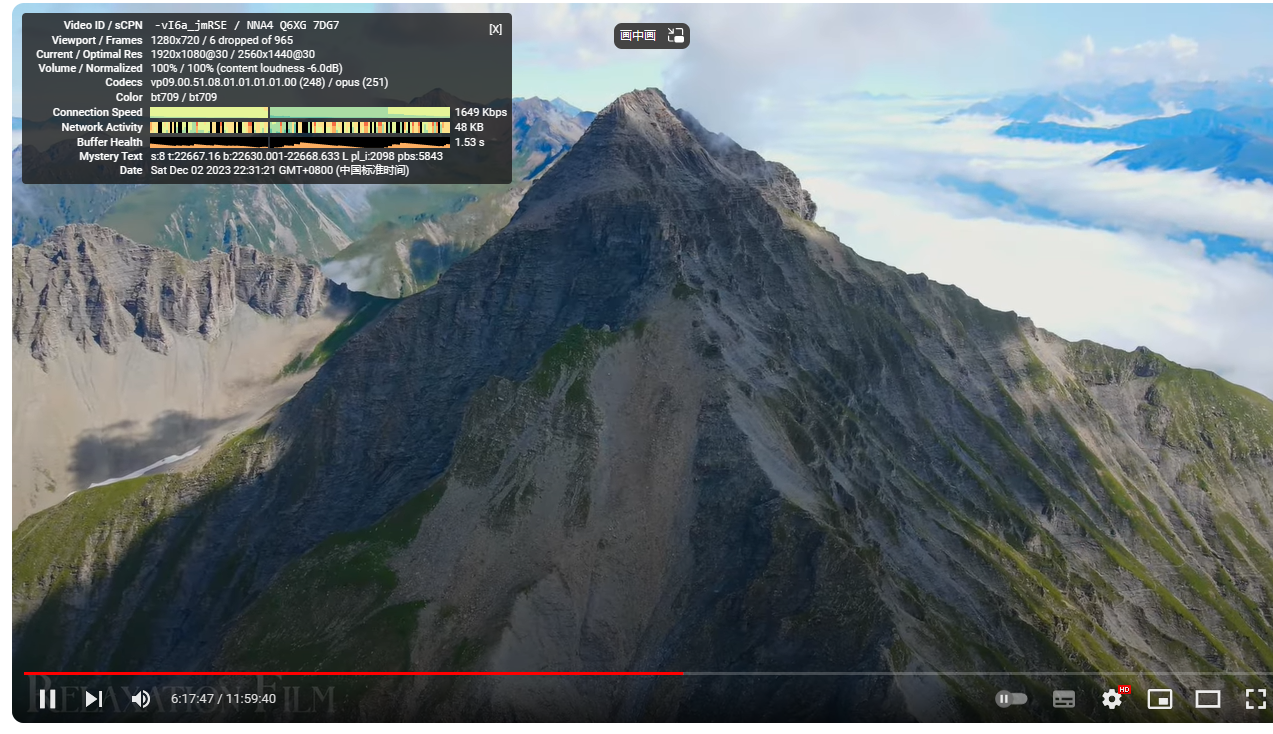 Video ID / sCPN -vI6a_jmRSE / NNA4 Q6XG 7DG7
[X]
Viewport / Frames 1280x720 / 6 dropped of 965
Current / Optimal Res 1920x1080@30 / 2560x1440@30
Volume / Normalized 100% / 100% (content loudness -6.0dB)
Codecs vp09.00.51.08.01.01.01.01.00 (248) / opus (251)
Color bt709 / bt709
Connection Speed 1649 Kbps
Network Activity 48 KB
Buffer Health 1.53 s
Mystery Text s:8 t:22667.16 b:22630.001-22668.633 L pl_i:2098 pbs:5843
Date Sat Dec 02 2023 22:31:21 GMT+0800 (中国标准时间)
画中画
RELAXATION FILM
6:17:47 / 11:59:40
HD